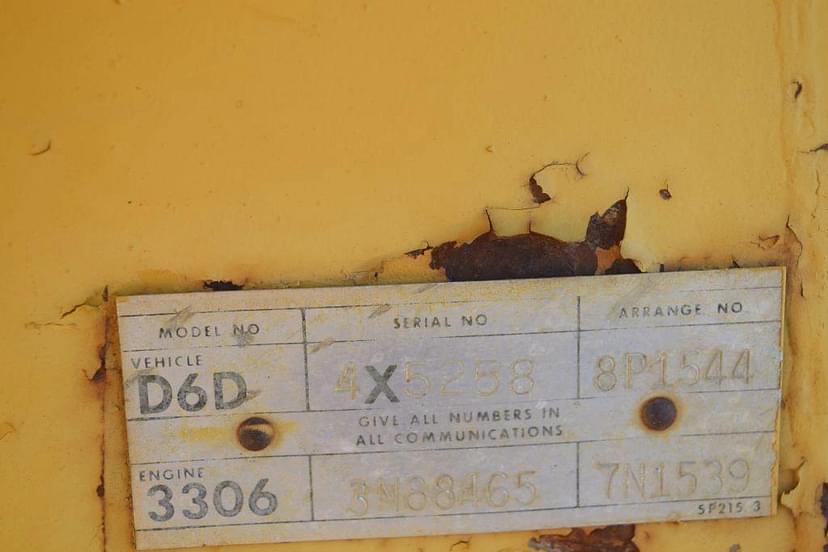 MODEL NO SERIAL NO ARRANGE NO
VEHICLE
D6D 4X5258 8P1544
GIVE ALL NUMBERS IN
ALL COMMUNICATIONS
ENGINE
3306 3N88465 7N1539
SP215 3